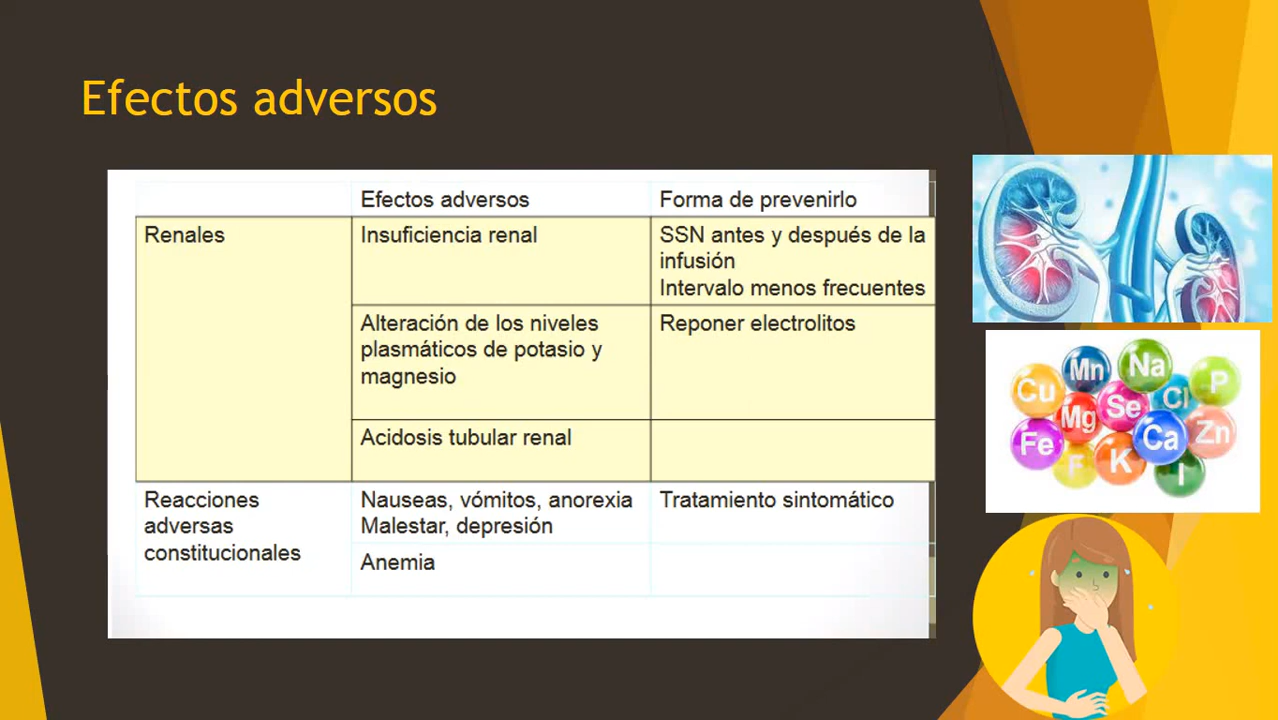 Efectos adversos
Efectos adversos
Forma de prevenirlo
Renales
Insuficiencia renal
SSN antes y después de la
infusión
Intervalo menos frecuentes
Alteración de los niveles
plasmáticos de potasio y
magnesio
Reponer electrolitos
Acidosis tubular renal
Reacciones
adversas
constitucionales
Nauseas, vómitos, anorexia
Malestar, depresión
Tratamiento sintomático
Anemia
Cu
Mn
Na
P
Mg
Se
Cl
Fe
F
K
Ca
Zn
I